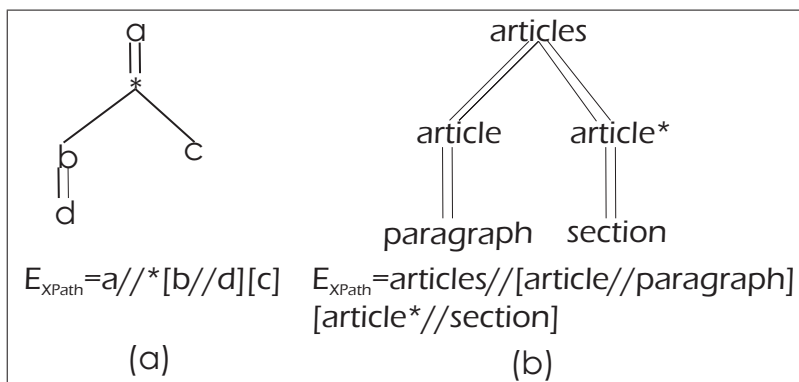 a
*
b
c
d
E_XPath=a//*[b//d][c]
(a)
articles
article
article*
paragraph
section
E_XPath=articles//[article//paragraph]
[article*//section]
(b)